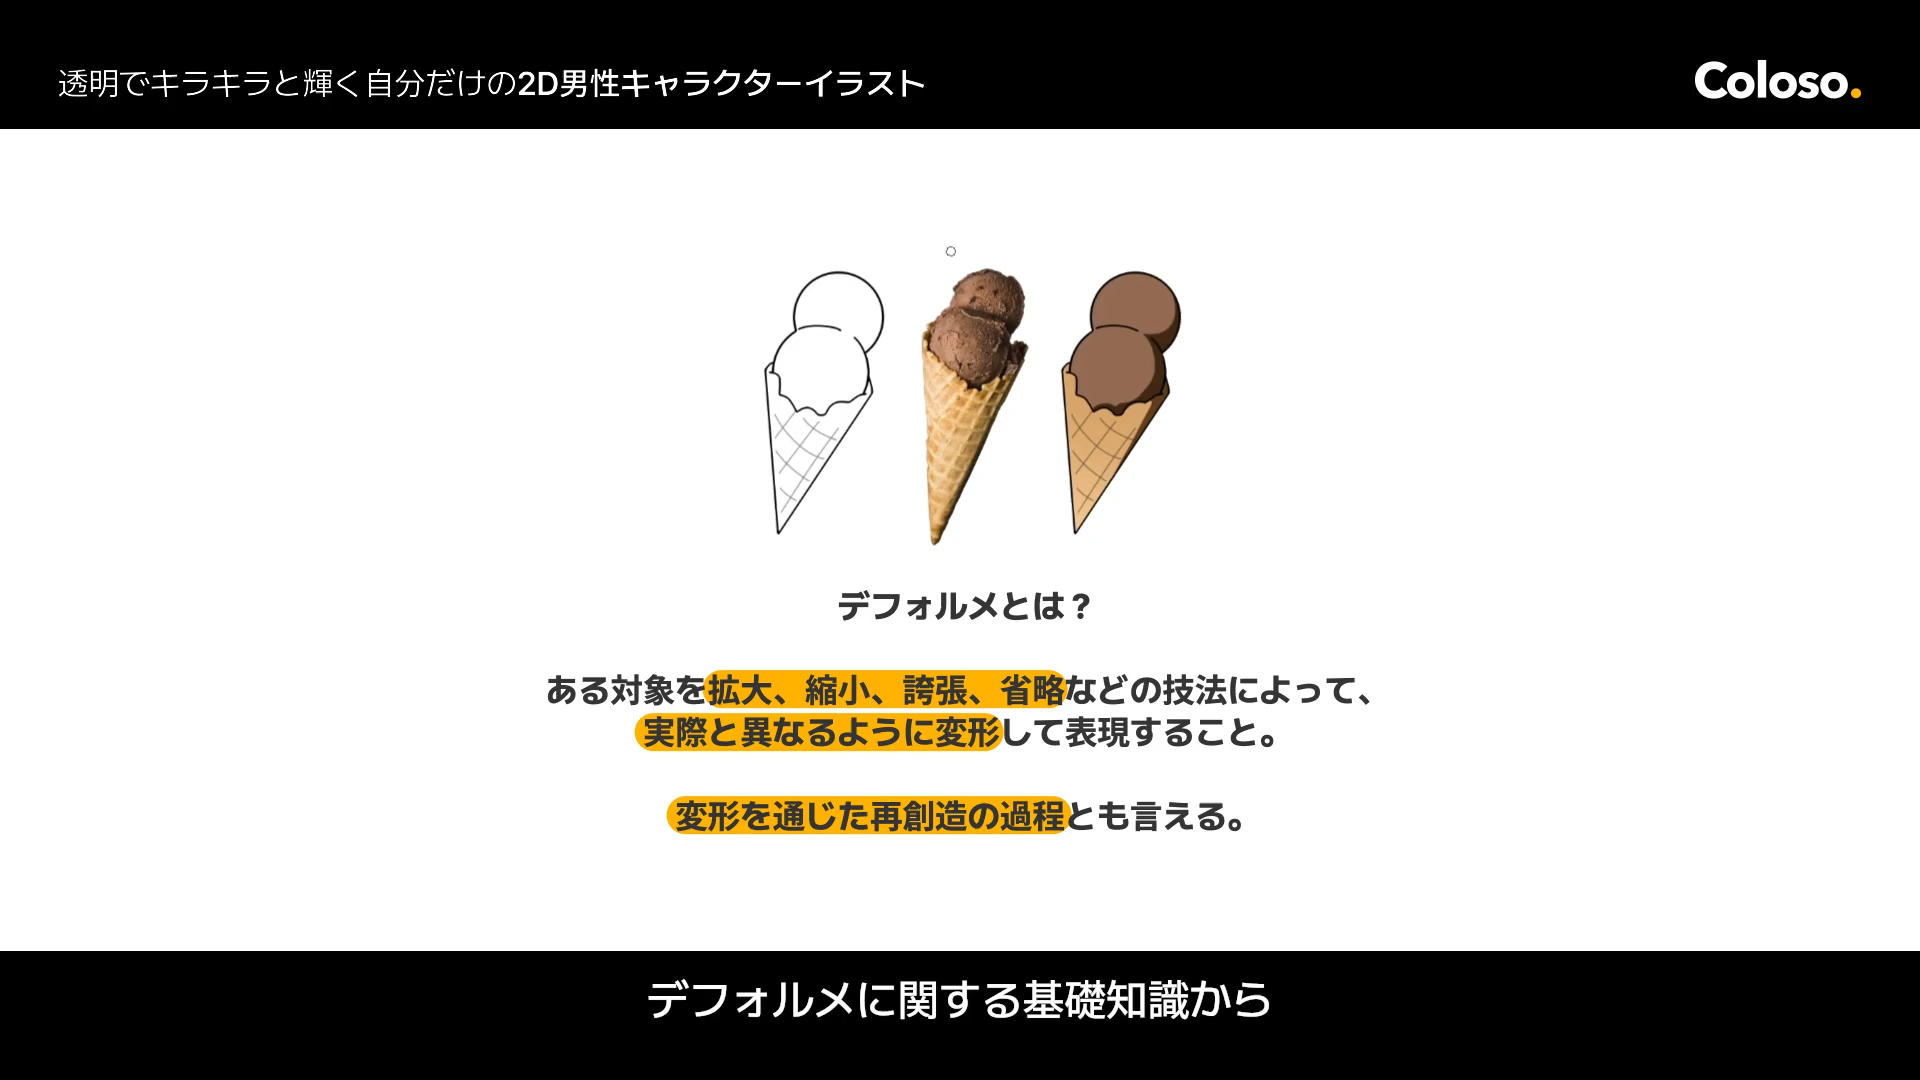 透明でキラキラと輝く自分だけの2D男性キャラクターイラスト
Coloso.
デフォルメとは？
ある対象を拡大、縮小、誇張、省略などの技法によって、
実際と異なるように変形して表現すること。
変形を通じた再創造の過程とも言える。
デフォルメに関する基礎知識から